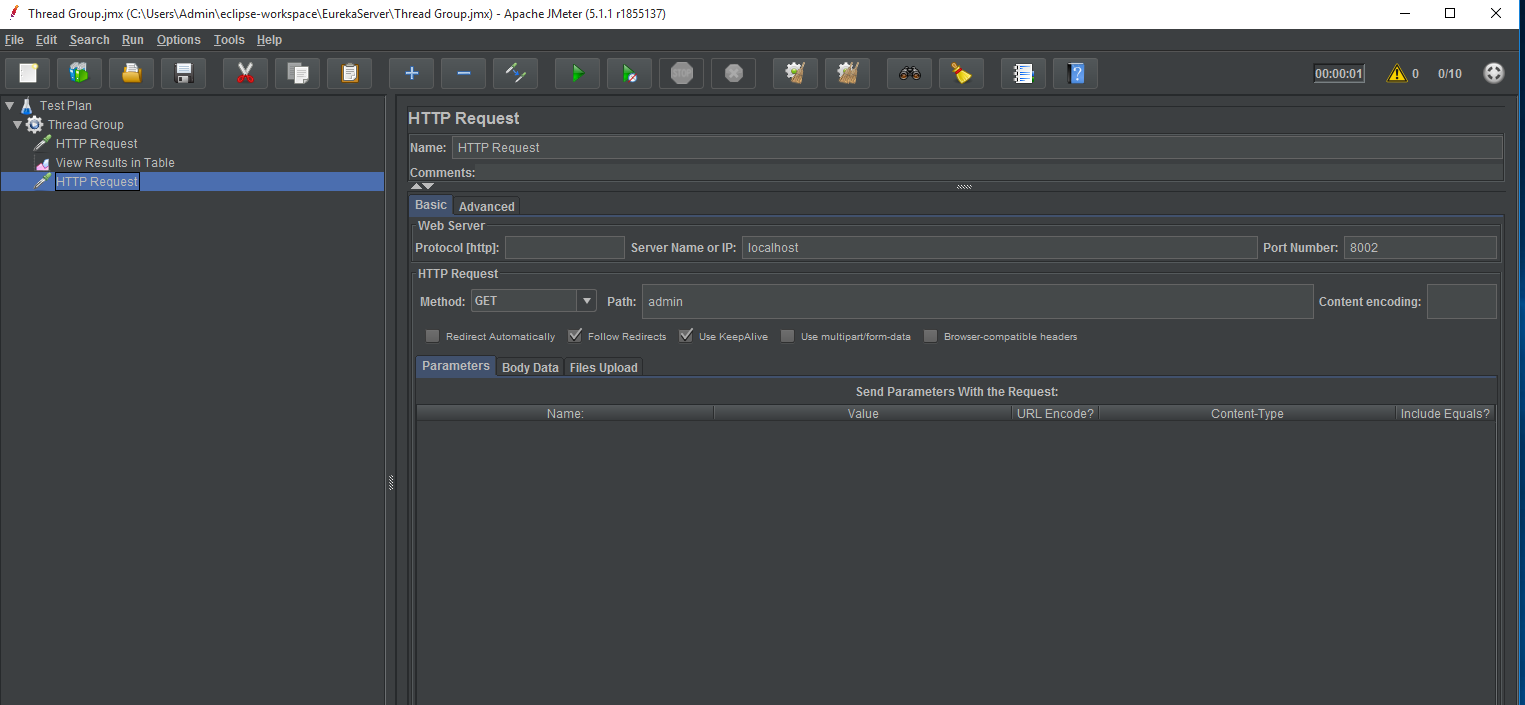 Thread Group.jmx (C:\Users\Admin\eclipse-workspace\EurekaServer\Thread Group.jmx) - Apache JMeter (5.1.1 r1855137)
File Edit Search Run Options Tools Help
STOP
00:00:01 0 0/10
Test Plan
Thread Group
HTTP Request
View Results in Table
HTTP Request
HTTP Request
Name: HTTP Request
Comments:
Basic Advanced
Web Server
Protocol [http]: Server Name or IP: localhost Port Number: 8002
HTTP Request
Method: GET Path: admin Content encoding:
Redirect Automatically Follow Redirects Use KeepAlive Use multipart/form-data Browser-compatible headers
Parameters Body Data Files Upload
Send Parameters With the Request:
Name: Value URL Encode? Content-Type Include Equals?